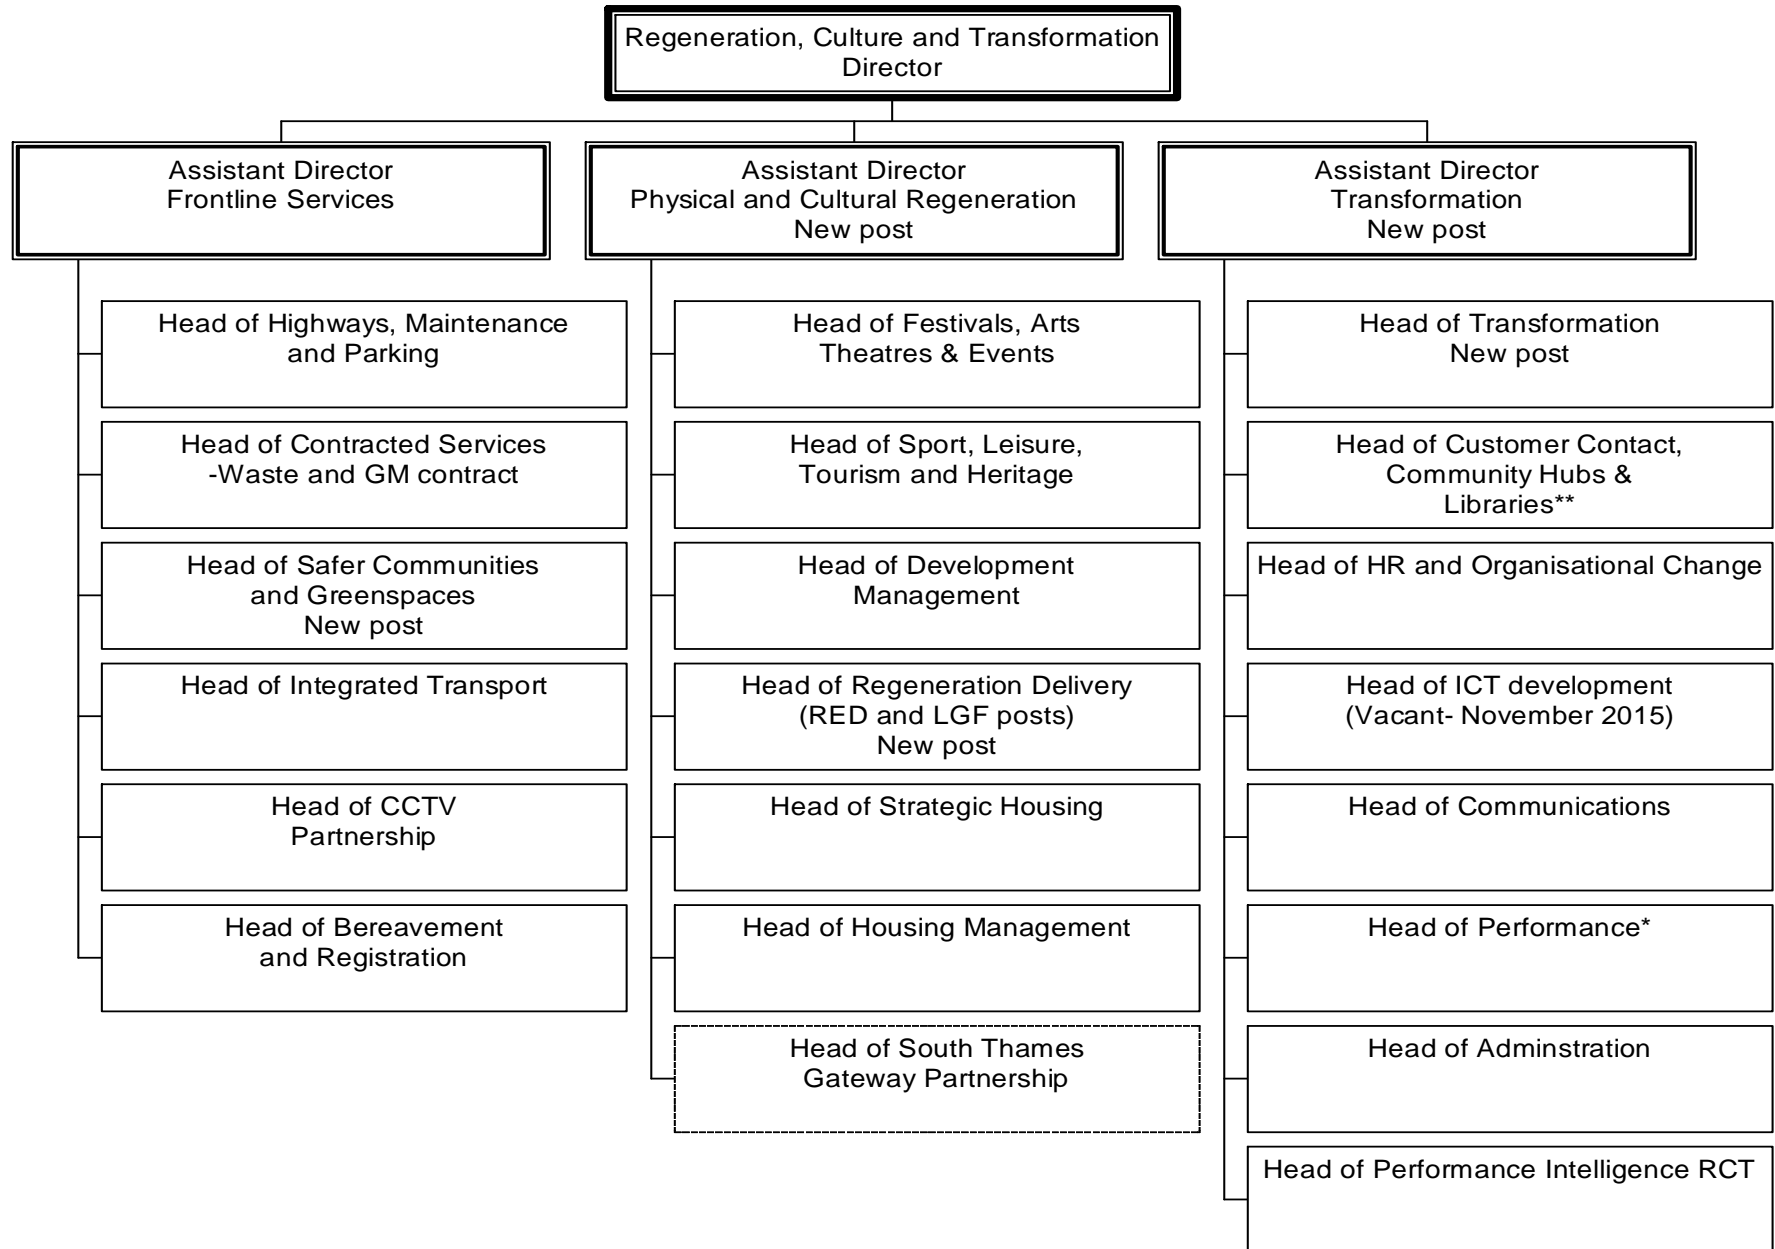 Regeneration, Culture and Transformation
Director
Assistant Director
Frontline Services
Assistant Director
Physical and Cultural Regeneration
New post
Assistant Director
Transformation
New post
Head of Highways, Maintenance
and Parking
Head of Contracted Services
-Waste and GM contract
Head of Safer Communities
and Greenspaces
New post
Head of Integrated Transport
Head of CCTV
Partnership
Head of Bereavement
and Registration
Head of Festivals, Arts
Theatres & Events
Head of Sport, Leisure,
Tourism and Heritage
Head of Development
Management
Head of Regeneration Delivery
(RED and LGF posts)
New post
Head of Strategic Housing
Head of Housing Management
Head of South Thames
Gateway Partnership
Head of Transformation
New post
Head of Customer Contact,
Community Hubs &
Libraries**
Head of HR and Organisational Change
Head of ICT development
(Vacant- November 2015)
Head of Communications
Head of Performance*
Head of Adminstration
Head of Performance Intelligence RCT